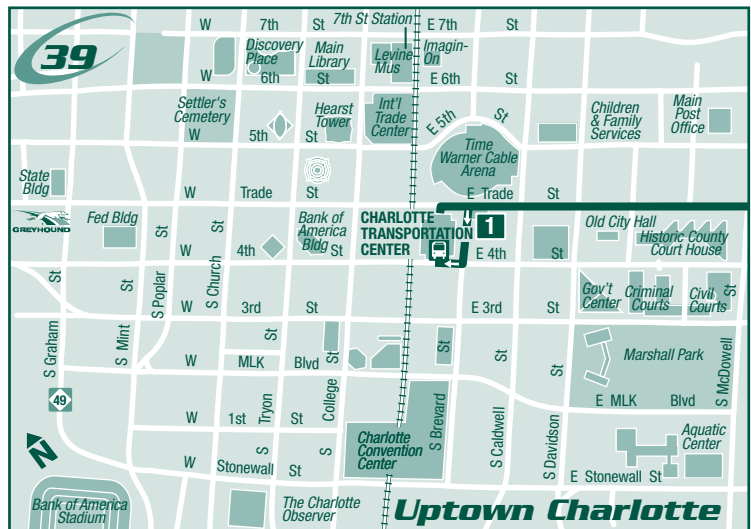 39
W 7th St
7th St Station
E 7th St
Discovery
Place
Main
Library
Levine
Mus
Imagin-
On
W 6th St
E 6th St
Settler's
Cemetery
Hearst
Tower
Int'l
Trade
Center
E 5th St
Children
& Family
Services
Main
Post
Office
W 5th St
Time
Warner Cable
Arena
State
Bldg
W Trade St
E Trade St
GREYHOUND
Fed Bldg
Bank of
America
Bldg
CHARLOTTE
TRANSPORTATION
CENTER
1
Old City Hall
Historic County
Court House
W 4th St
E 4th St
Gov't
Center
Criminal
Courts
Civil
Courts
W 3rd St
E 3rd St
S Graham St
S Mint St
S Poplar St
S Church St
S Tryon St
S College St
S Brevard St
S Caldwell St
S Davidson St
S McDowell St
W MLK Blvd
Marshall Park
49
E MLK Blvd
W 1st St
Charlotte
Convention
Center
Aquatic
Center
W Stonewall St
E Stonewall St
N
Bank of America
Stadium
The Charlotte
Observer
Uptown Charlotte